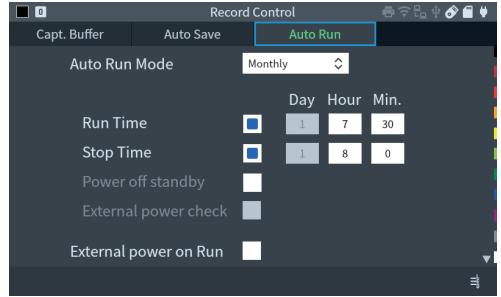 0 Record Control
Capt. Buffer Auto Save Auto Run
Auto Run Mode Monthly
Day Hour Min.
Run Time 1 7 30
Stop Time 1 8 0
Power off standby
External power check
External power on Run